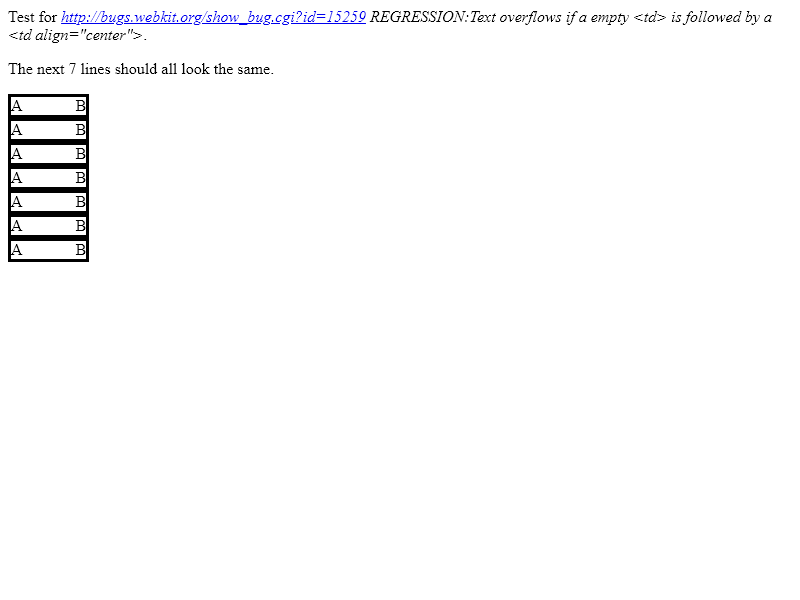 Test for http://bugs.webkit.org/show_bug.cgi?id=15259 REGRESSION:Text overflows if a empty <td> is followed by a
<td align="center">.
The next 7 lines should all look the same.
A B
A B
A B
A B
A B
A B
A B